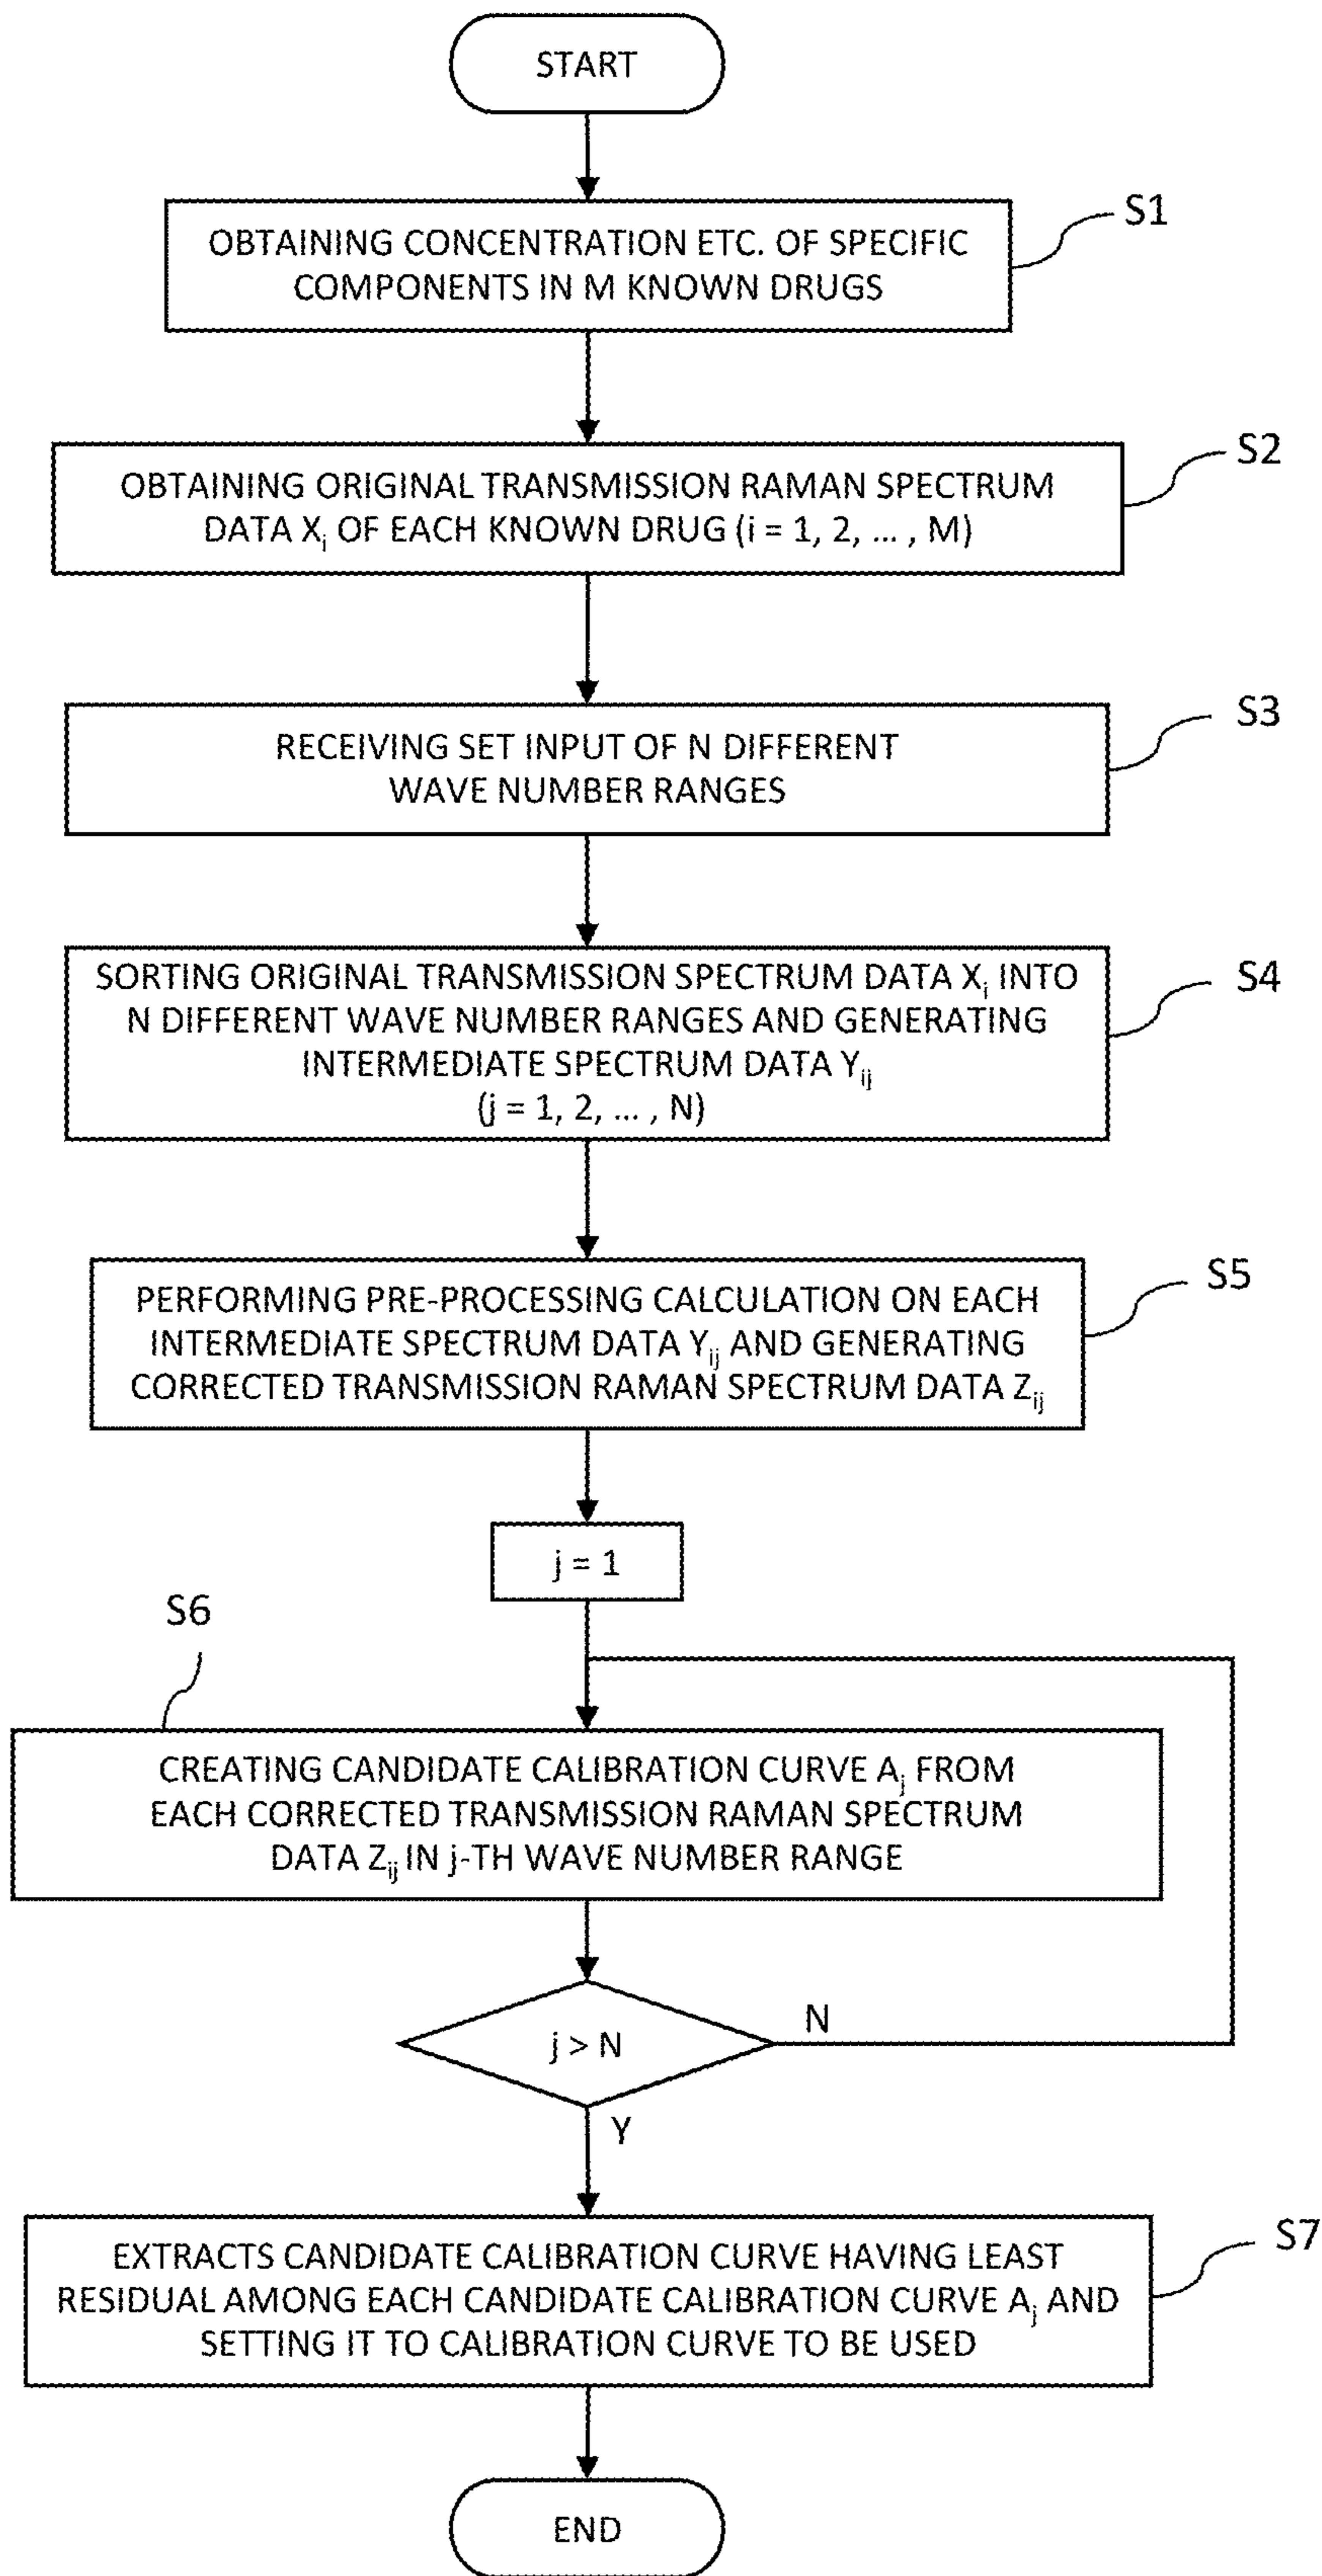 START
S1
OBTAINING CONCENTRATION ETC. OF SPECIFIC
COMPONENTS IN M KNOWN DRUGS
S2
OBTAINING ORIGINAL TRANSMISSION RAMAN SPECTRUM
DATA Xi OF EACH KNOWN DRUG (i = 1, 2, ... , M)
S3
RECEIVING SET INPUT OF N DIFFERENT
WAVE NUMBER RANGES
S4
SORTING ORIGINAL TRANSMISSION SPECTRUM DATA Xi INTO
N DIFFERENT WAVE NUMBER RANGES AND GENERATING
INTERMEDIATE SPECTRUM DATA Yij
(j = 1, 2, ... , N)
S5
PERFORMING PRE-PROCESSING CALCULATION ON EACH
INTERMEDIATE SPECTRUM DATA Yij AND GENERATING
CORRECTED TRANSMISSION RAMAN SPECTRUM DATA Zij
j = 1
S6
CREATING CANDIDATE CALIBRATION CURVE Aj FROM
EACH CORRECTED TRANSMISSION RAMAN SPECTRUM
DATA Zij IN j-TH WAVE NUMBER RANGE
j > N
N
Y
S7
EXTRACTS CANDIDATE CALIBRATION CURVE HAVING LEAST
RESIDUAL AMONG EACH CANDIDATE CALIBRATION CURVE Aj AND
SETTING IT TO CALIBRATION CURVE TO BE USED
END